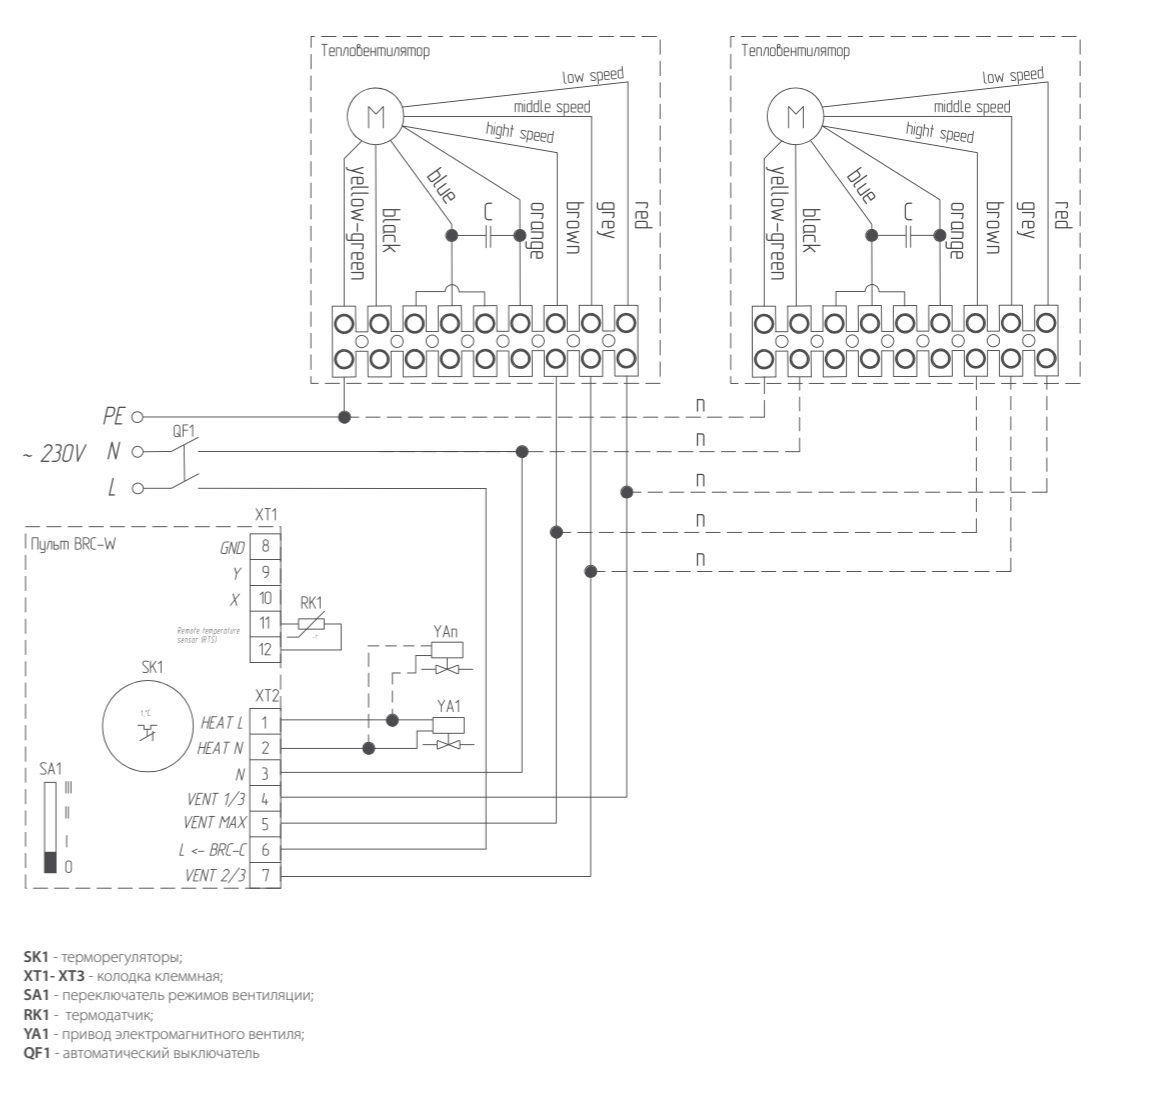 Тепловентилятор
M
low speed
middle speed
hight speed
yellow-green
black
blue
C
orange
brown
grey
red
Тепловентилятор
M
low speed
middle speed
hight speed
yellow-green
black
blue
C
orange
brown
grey
red
PE
~ 230V N
L
QF1
n
n
n
n
n
Пульт BRC-W
XT1
GND 8
Y 9
X 10
11
12
Remote temperature
sensor (RTS)
RK1
-t°
SK1
t,°C
SA1
III
II
I
0
XT2
HEAT L 1
HEAT N 2
N 3
VENT 1/3 4
VENT MAX 5
L <- BRC-C 6
VENT 2/3 7
YAn
YA1
SK1 - терморегуляторы;
XT1- XT3 - колодка клеммная;
SA1 - переключатель режимов вентиляции;
RK1 - термодатчик;
YA1 - привод электромагнитного вентиля;
QF1 - автоматический выключатель